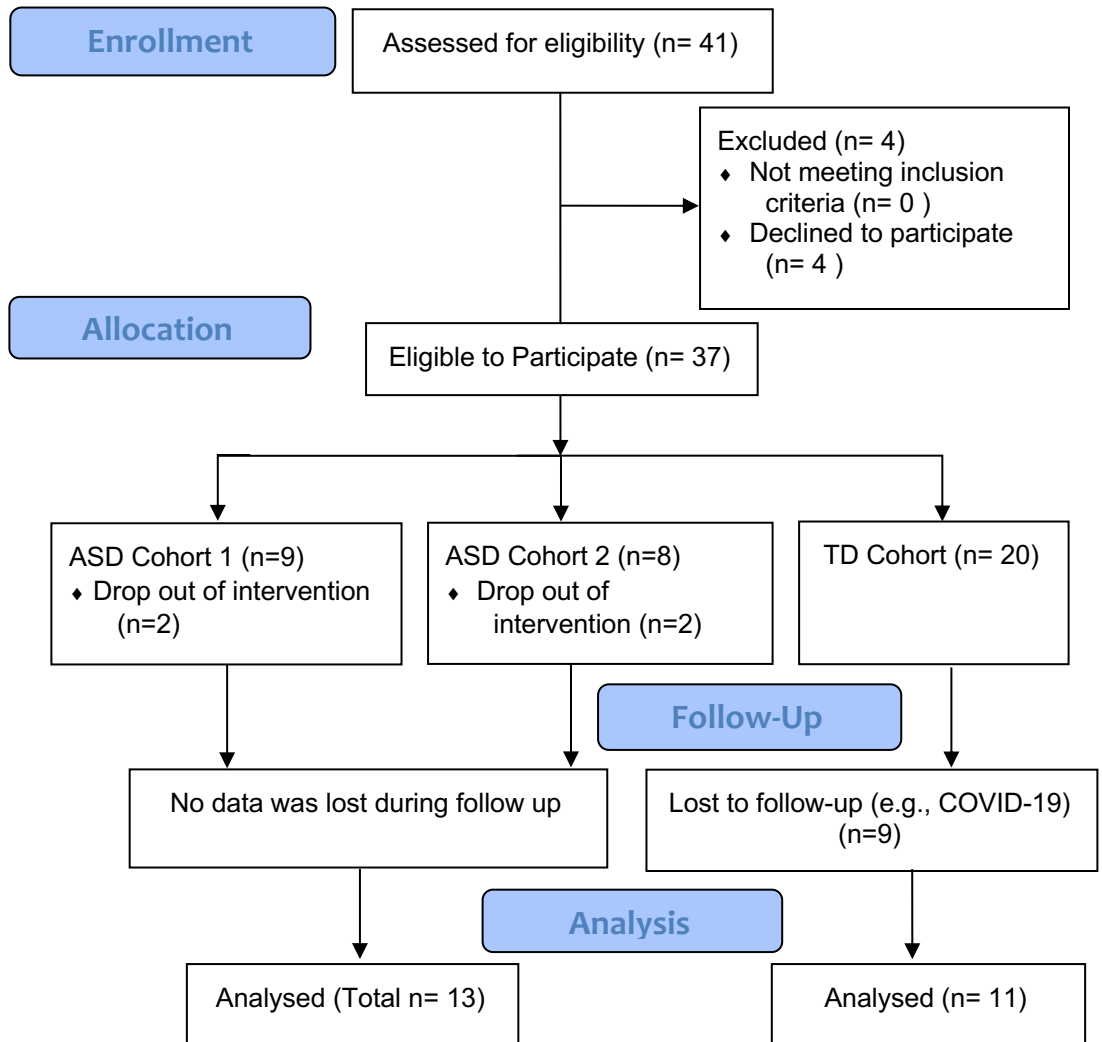 Enrollment
Assessed for eligibility (n= 41)
Excluded (n= 4)
♦ Not meeting inclusion
criteria (n= 0 )
♦ Declined to participate
(n= 4 )
Allocation
Eligible to Participate (n= 37)
ASD Cohort 1 (n=9)
♦ Drop out of intervention
(n=2)
ASD Cohort 2 (n=8)
♦ Drop out of
intervention (n=2)
TD Cohort (n= 20)
Follow-Up
No data was lost during follow up
Lost to follow-up (e.g., COVID-19)
(n=9)
Analysis
Analysed (Total n= 13)
Analysed (n= 11)